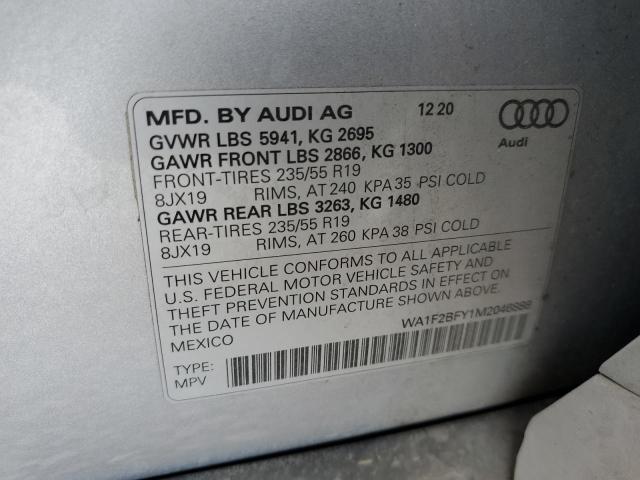 MFD. BY AUDI AG 12 20
GVWR LBS 5941, KG 2695
GAWR FRONT LBS 2866, KG 1300
FRONT-TIRES 235/55 R19
8JX19 RIMS, AT 240 KPA 35 PSI COLD
GAWR REAR LBS 3263, KG 1480
REAR-TIRES 235/55 R19
8JX19 RIMS, AT 260 KPA 38 PSI COLD
Audi
THIS VEHICLE CONFORMS TO ALL APPLICABLE
U.S. FEDERAL MOTOR VEHICLE SAFETY AND
THEFT PREVENTION STANDARDS IN EFFECT ON
THE DATE OF MANUFACTURE SHOWN ABOVE.
MEXICO
TYPE:
MPV